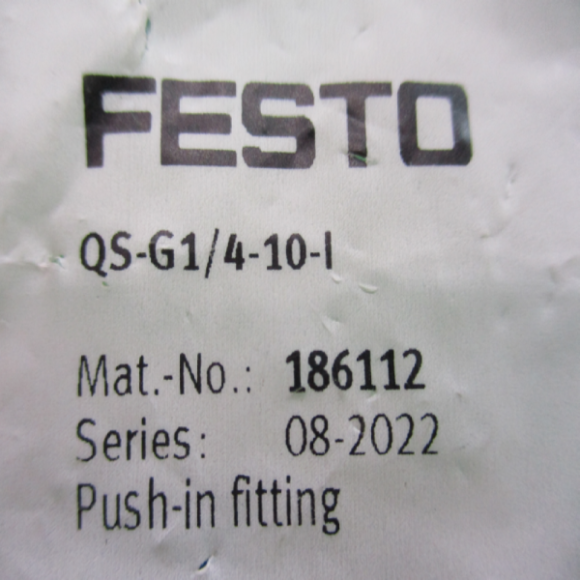 FESTO
QS-G1/4-10-I
Mat.-No.: 186112
Series: 08-2022
Push-in fitting